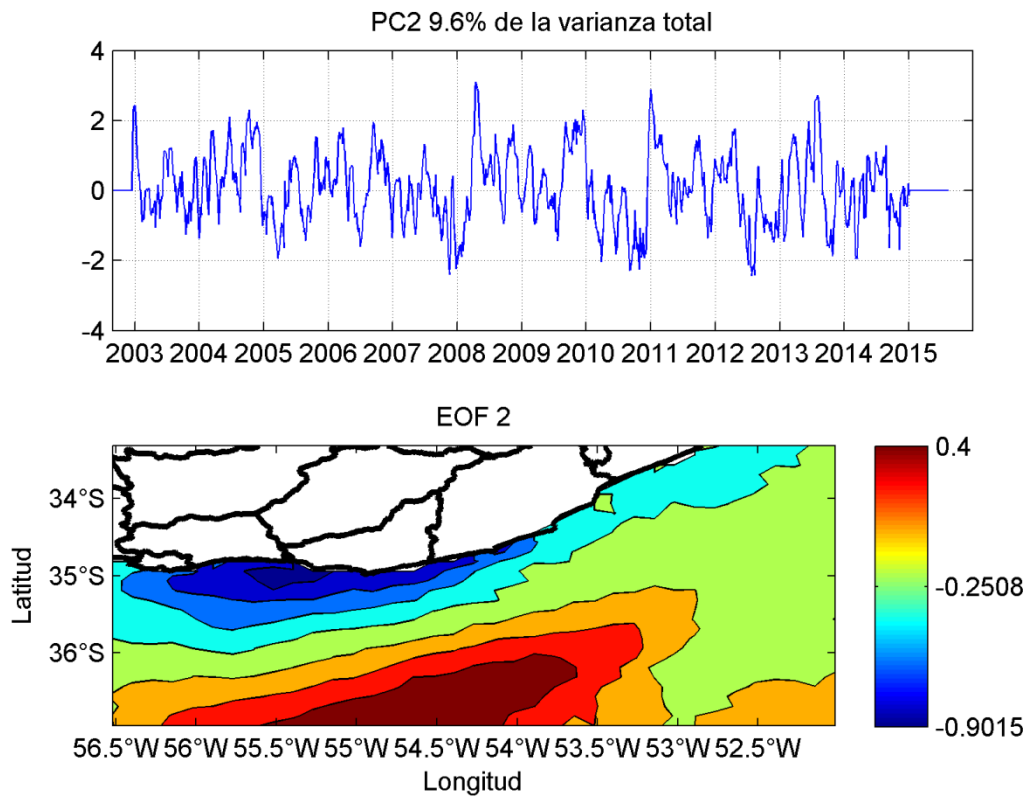 PC2 9.6% de la varianza total
4
2
0
-2
-4
2003 2004 2005 2006 2007 2008 2009 2010 2011 2012 2013 2014 2015
EOF 2
34°S
35°S
36°S
Latitud
56.5°W 56°W 55.5°W 55°W 54.5°W 54°W 53.5°W 53°W 52.5°W
Longitud
0.4
-0.2508
-0.9015